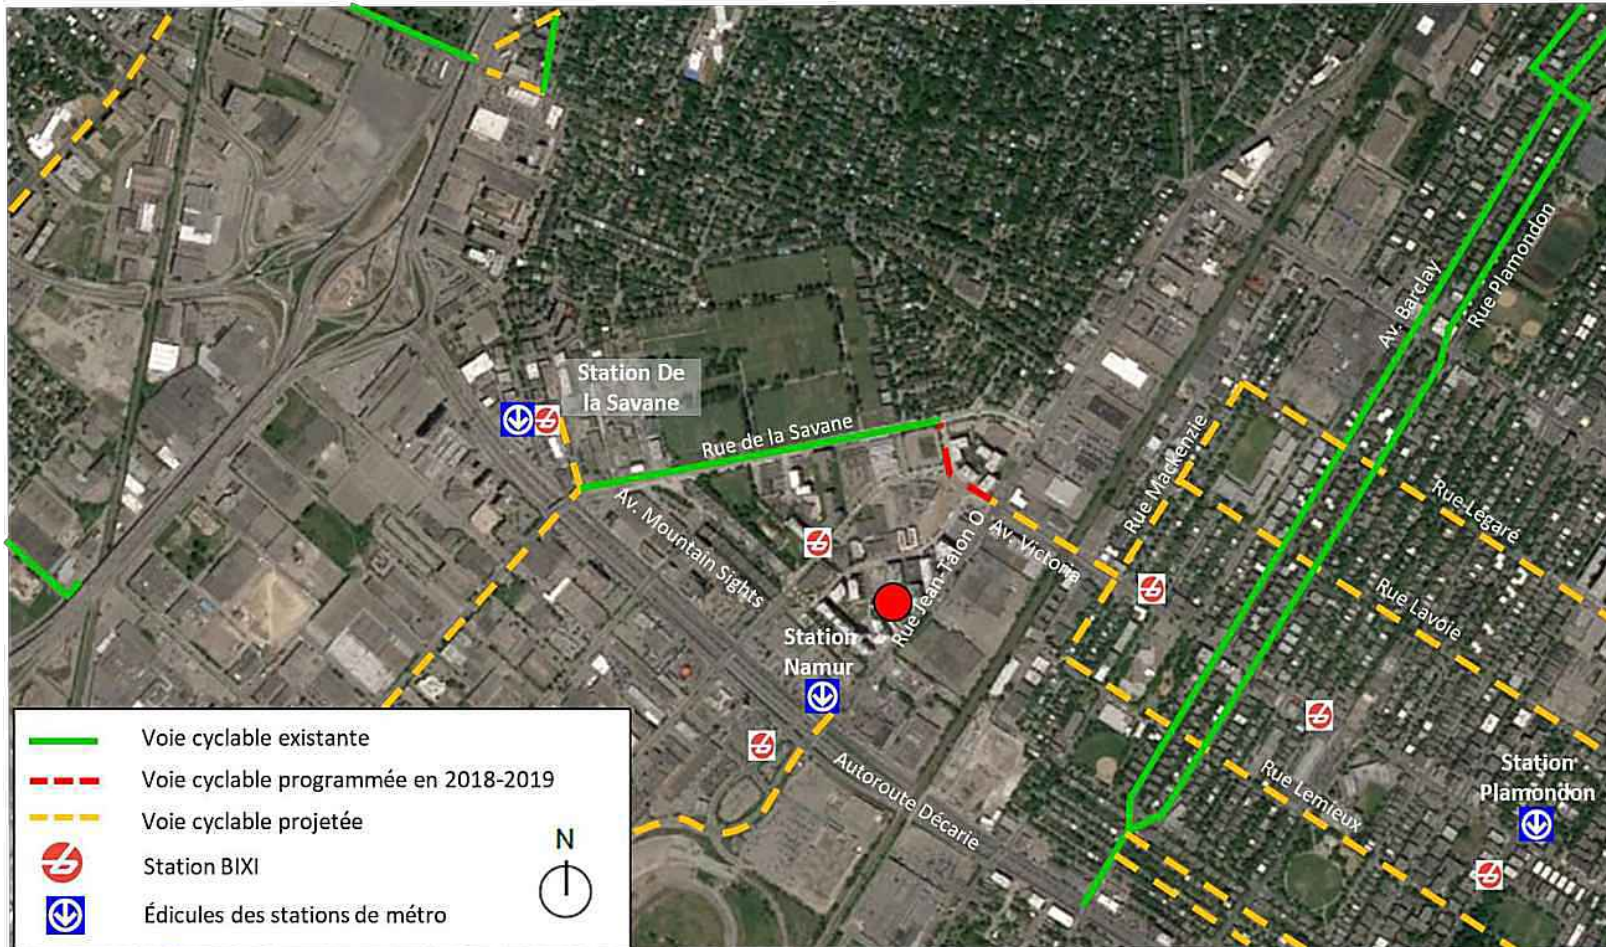 Station De
la Savane
Rue de la Savane
Av. Mountain Sights
Rue Jean-Talon O
Av. Victoria
Rue Mackenzie
Av. Barclay
Rue Plamondon
Rue Légaré
Rue Lavoie
Rue Lemieux
Station
Namur
Autoroute Décarie
Station
Plamondon
Voie cyclable existante
Voie cyclable programmée en 2018-2019
Voie cyclable projetée
Station BIXI
Édicules des stations de métro
N